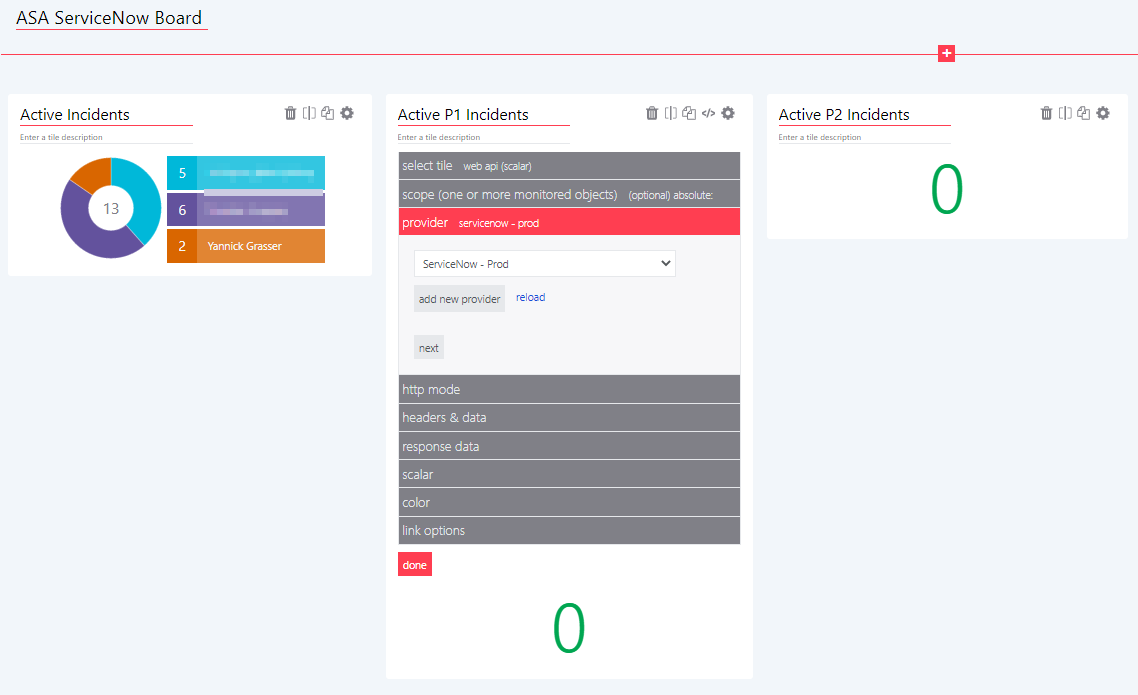 ASA ServiceNow Board
Active Incidents
Enter a tile description
13
5
6
2 Yannick Grasser
Active P1 Incidents
Enter a tile description
select tile web api (scalar)
scope (one or more monitored objects) (optional) absolute:
provider servicenow - prod
ServiceNow - Prod
add new provider reload
next
http mode
headers & data
response data
scalar
color
link options
done
0
Active P2 Incidents
Enter a tile description
0